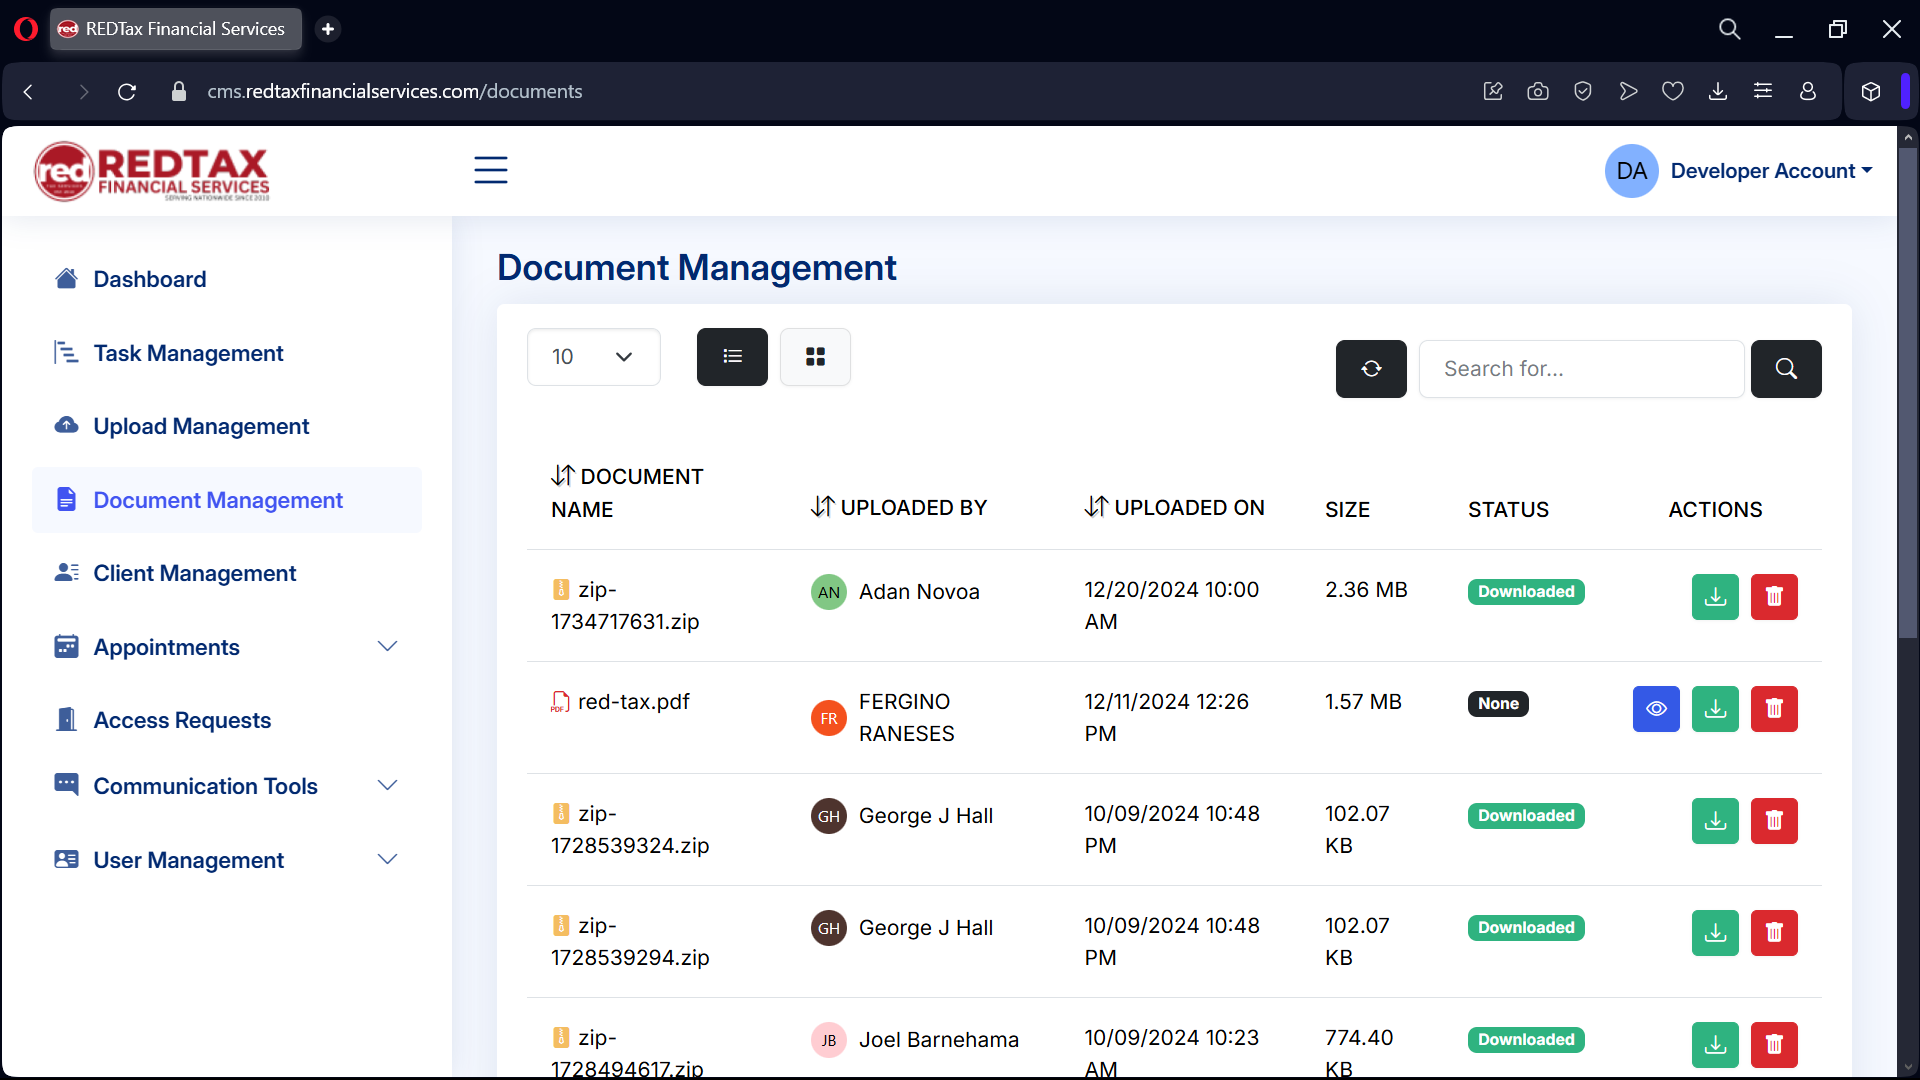 REDTax Financial Services
cms.redtaxfinancialservices.com/documents
red
REDTAX
FINANCIAL SERVICES
SERVING NATIONWIDE SINCE 2010
DA Developer Account
Dashboard
Task Management
Upload Management
Document Management
Client Management
Appointments
Access Requests
Communication Tools
User Management
Document Management
10
Search for...
DOCUMENT
NAME
UPLOADED BY
UPLOADED ON
SIZE
STATUS
ACTIONS
zip-
1734717631.zip
AN Adan Novoa
12/20/2024 10:00
AM
2.36 MB
Downloaded
PDF red-tax.pdf
FR
FERGINO
RANESES
12/11/2024 12:26
PM
1.57 MB
None
zip-
1728539324.zip
GH George J Hall
10/09/2024 10:48
PM
102.07
KB
Downloaded
zip-
1728539294.zip
GH George J Hall
10/09/2024 10:48
PM
102.07
KB
Downloaded
zip-
1728494617.zip
JB Joel Barnehama
10/09/2024 10:23
AM
774.40
KB
Downloaded